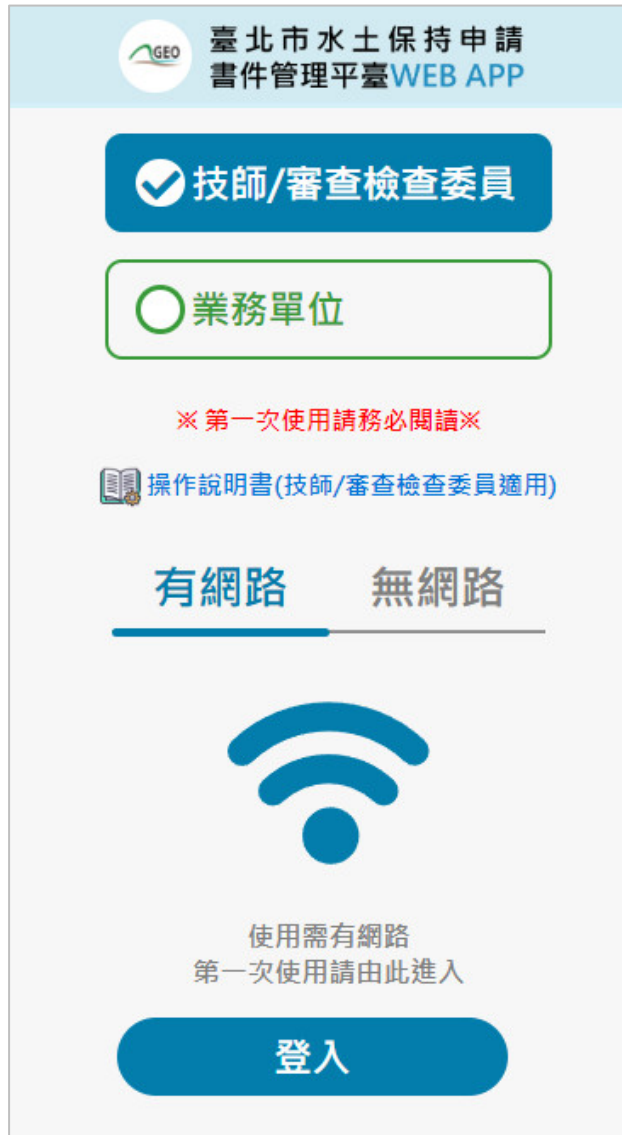 GEO
臺北市水土保持申請
書件管理平臺WEB APP
技師/審查檢查委員
業務單位
※第一次使用請務必閱讀※
操作說明書(技師/審查檢查委員適用)
有網路 無網路
使用需有網路
第一次使用請由此進入
登入